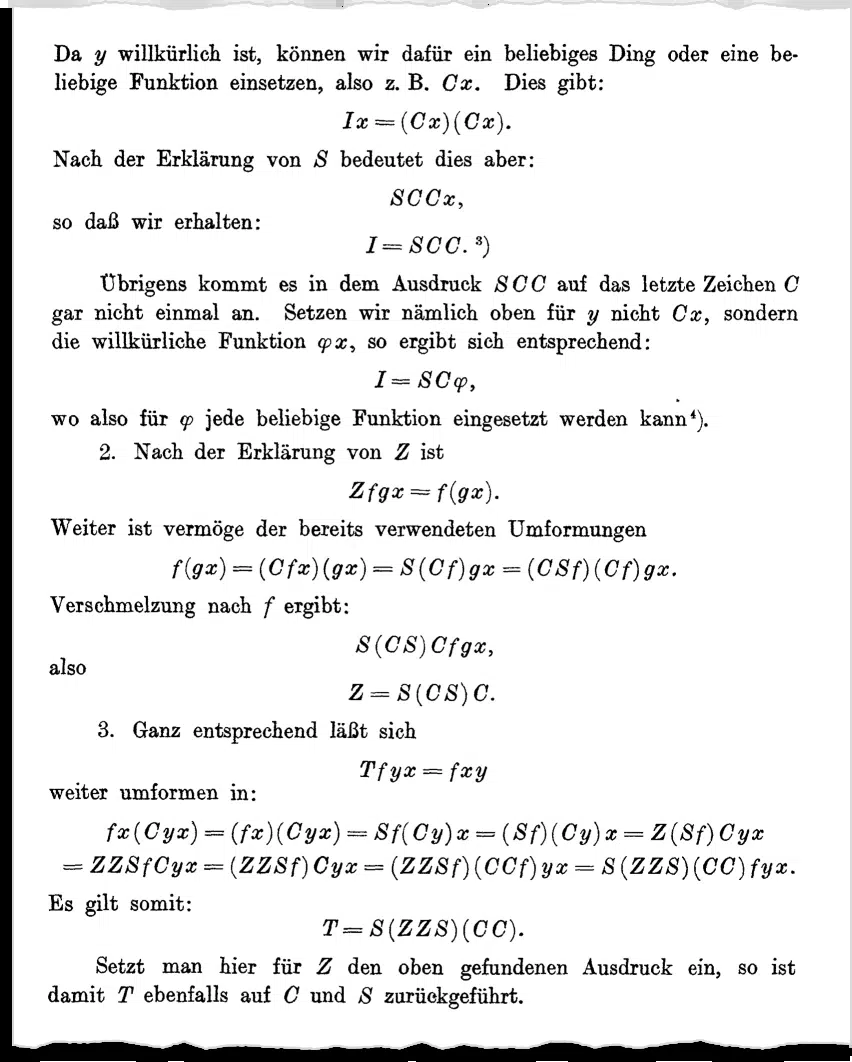 Da y willkürlich ist, können wir dafür ein beliebiges Ding oder eine be-
liebige Funktion einsetzen, also z. B. Cx. Dies gibt:
Ix = (Cx)(Cx).
Nach der Erklärung von S bedeutet dies aber:
SCCx,
so daß wir erhalten:
I = SCC. ³)
Übrigens kommt es in dem Ausdruck SCC auf das letzte Zeichen C
gar nicht einmal an. Setzen wir nämlich oben für y nicht Cx, sondern
die willkürliche Funktion φx, so ergibt sich entsprechend:
I = SCφ,
wo also für φ jede beliebige Funktion eingesetzt werden kann⁴).
2. Nach der Erklärung von Z ist
Zfgx = f(gx).
Weiter ist vermöge der bereits verwendeten Umformungen
f(gx) = (Cfx)(gx) = S(Cf)gx = (CSf)(Cf)gx.
Verschmelzung nach f ergibt:
S(CS)Cfgx,
also
Z = S(CS)C.
3. Ganz entsprechend läßt sich
Tfyx = fxy
weiter umformen in:
fx(Cyx) = (fx)(Cyx) = Sf(Cy)x = (Sf)(Cy)x = Z(Sf)Cyx
= ZZSfCyx = (ZZSf)Cyx = (ZZSf)(CCf)yx = S(ZZS)(CC)fyx.
Es gilt somit:
T = S(ZZS)(CC).
Setzt man hier für Z den oben gefundenen Ausdruck ein, so ist
damit T ebenfalls auf C und S zurückgeführt.